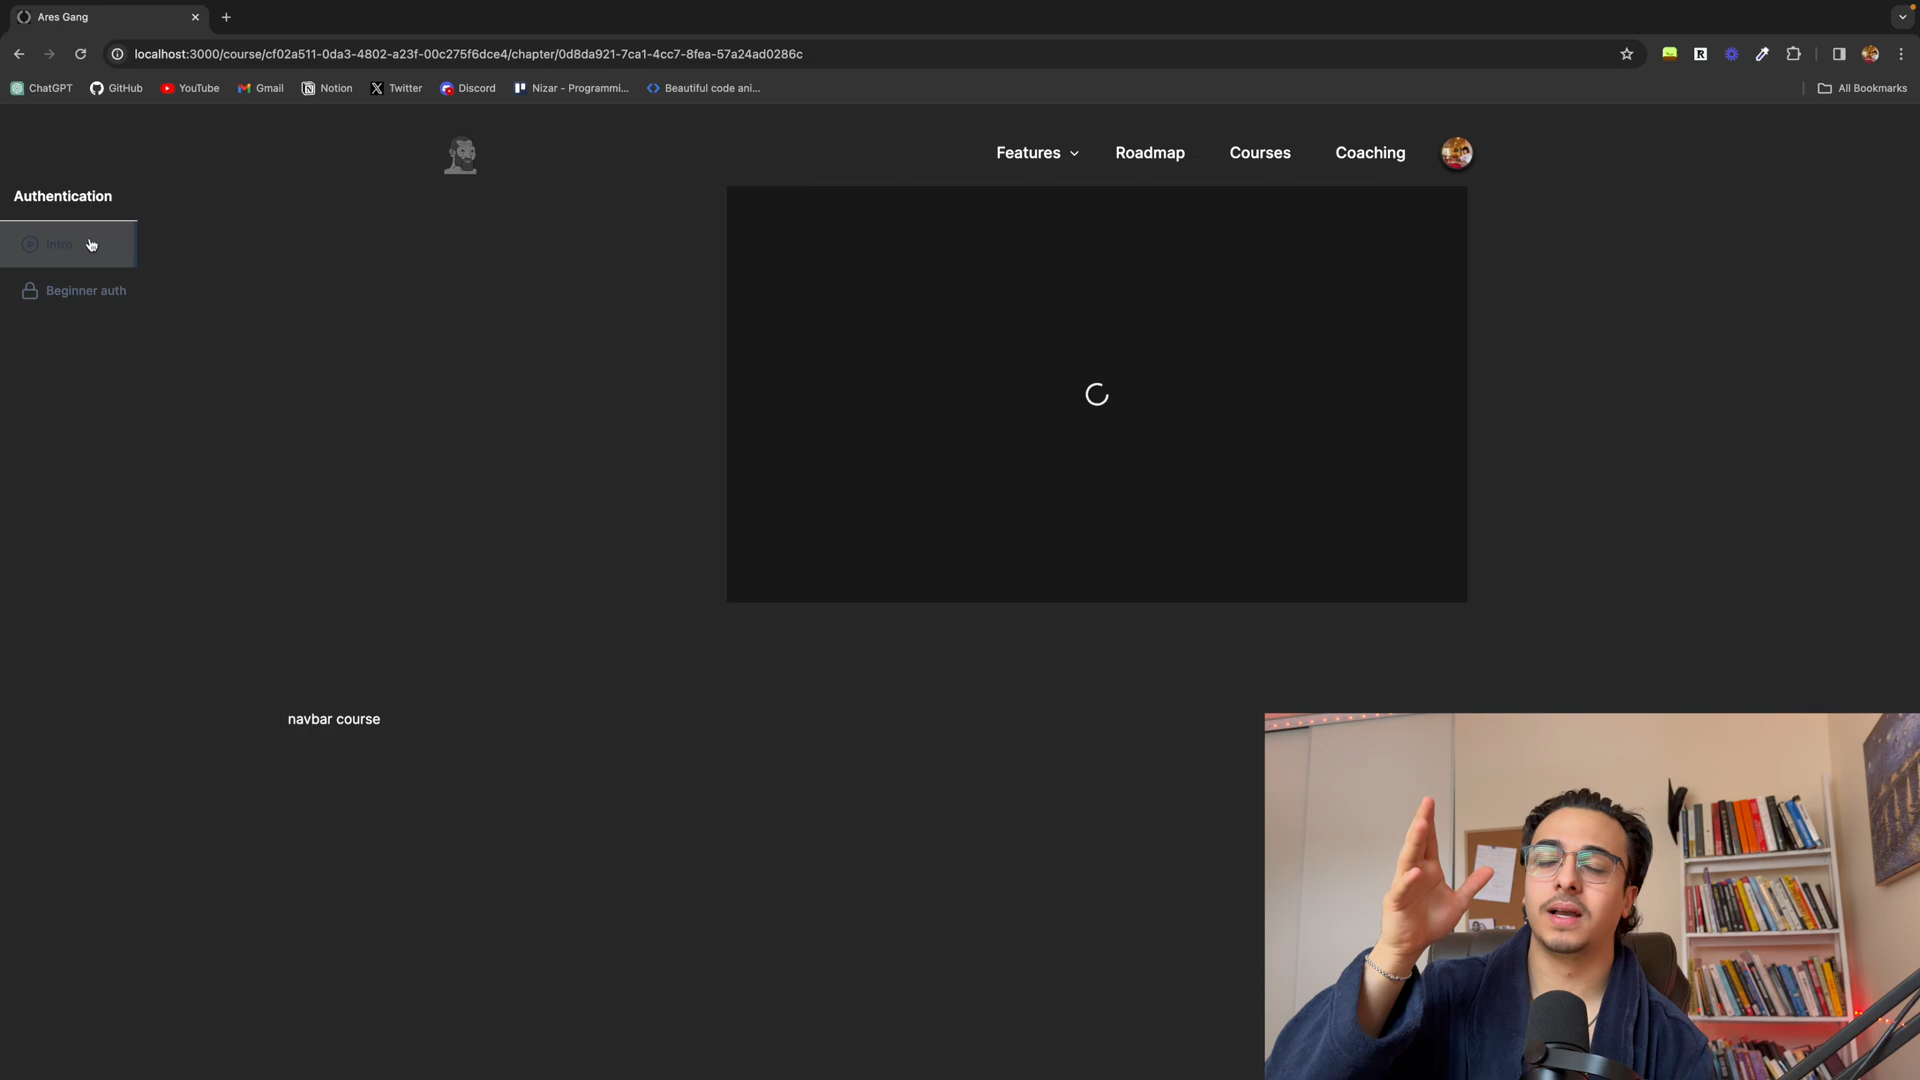 Ares Gang
localhost:3000/course/cf02a511-0da3-4802-a23f-00c275f6dce4/chapter/0d8da921-7ca1-4cc7-8fea-57a24ad0286c
ChatGPT GitHub YouTube Gmail Notion Twitter Discord Nizar - Programmi... Beautiful code ani... All Bookmarks
Features Roadmap Courses Coaching
Authentication
Intro
Beginner auth
navbar course